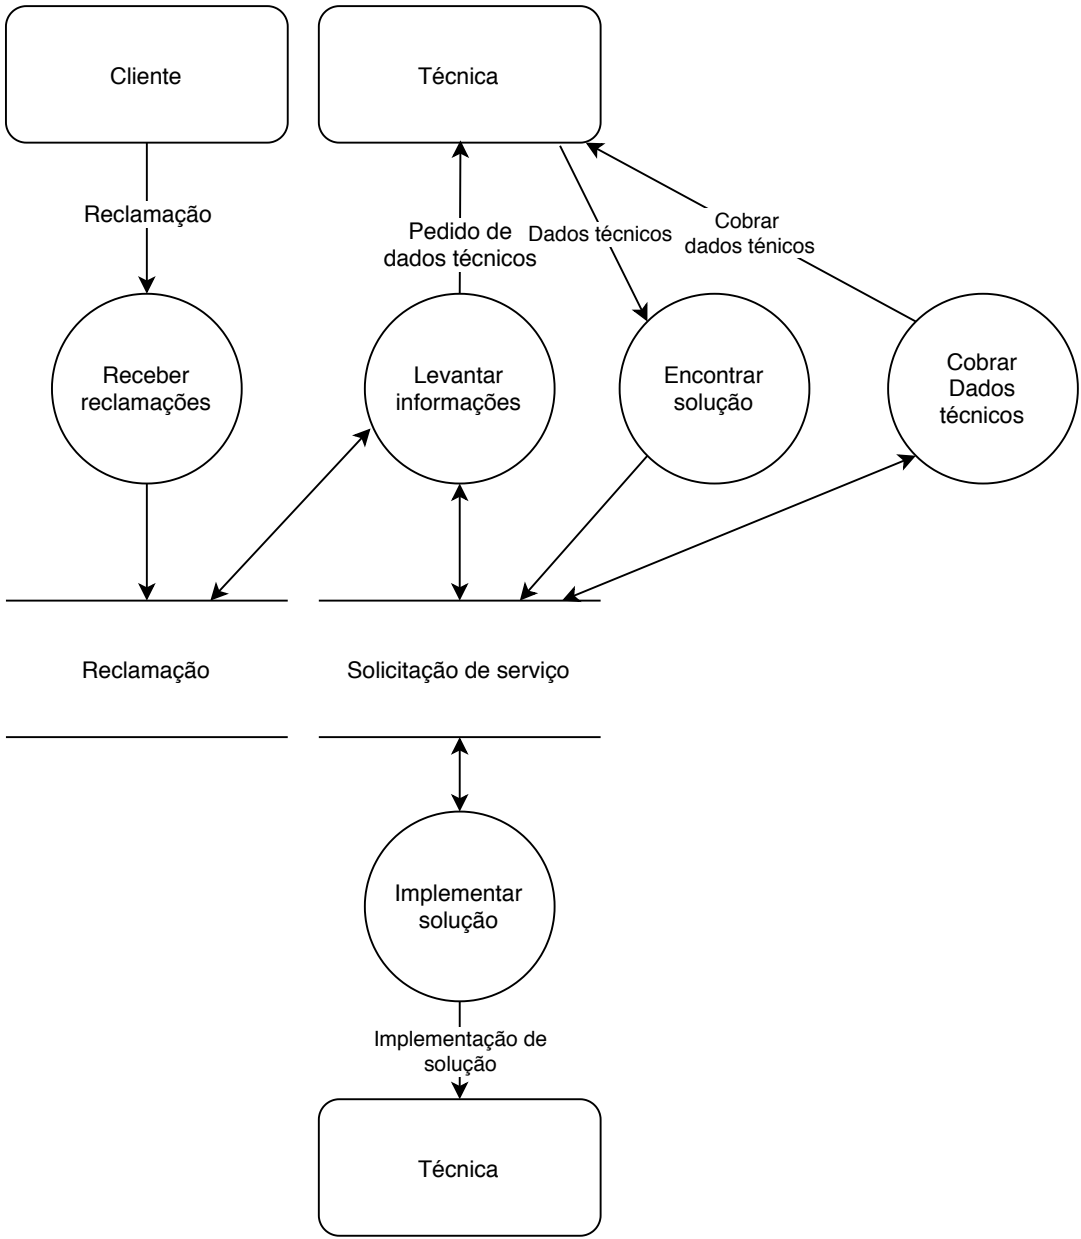 Cliente
Técnica
Reclamação
Pedido de
dados técnicos
Dados técnicos
Cobrar
dados ténicos
Receber
reclamações
Levantar
informações
Encontrar
solução
Cobrar
Dados
técnicos
Reclamação
Solicitação de serviço
Implementar
solução
Implementação de
solução
Técnica